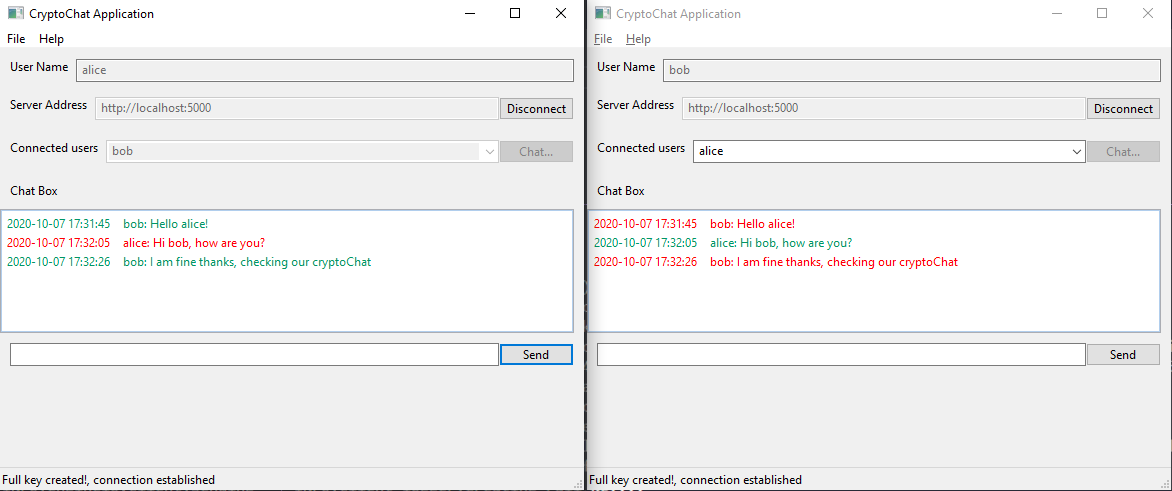 CryptoChat Application
File Help
User Name alice
Server Address http://localhost:5000 Disconnect
Connected users bob Chat...
Chat Box
2020-10-07 17:31:45 bob: Hello alice!
2020-10-07 17:32:05 alice: Hi bob, how are you?
2020-10-07 17:32:26 bob: I am fine thanks, checking our cryptoChat
Send
Full key created!, connection established
CryptoChat Application
File Help
User Name bob
Server Address http://localhost:5000 Disconnect
Connected users alice Chat...
Chat Box
2020-10-07 17:31:45 bob: Hello alice!
2020-10-07 17:32:05 alice: Hi bob, how are you?
2020-10-07 17:32:26 bob: I am fine thanks, checking our cryptoChat
Send
Full key created!, connection established